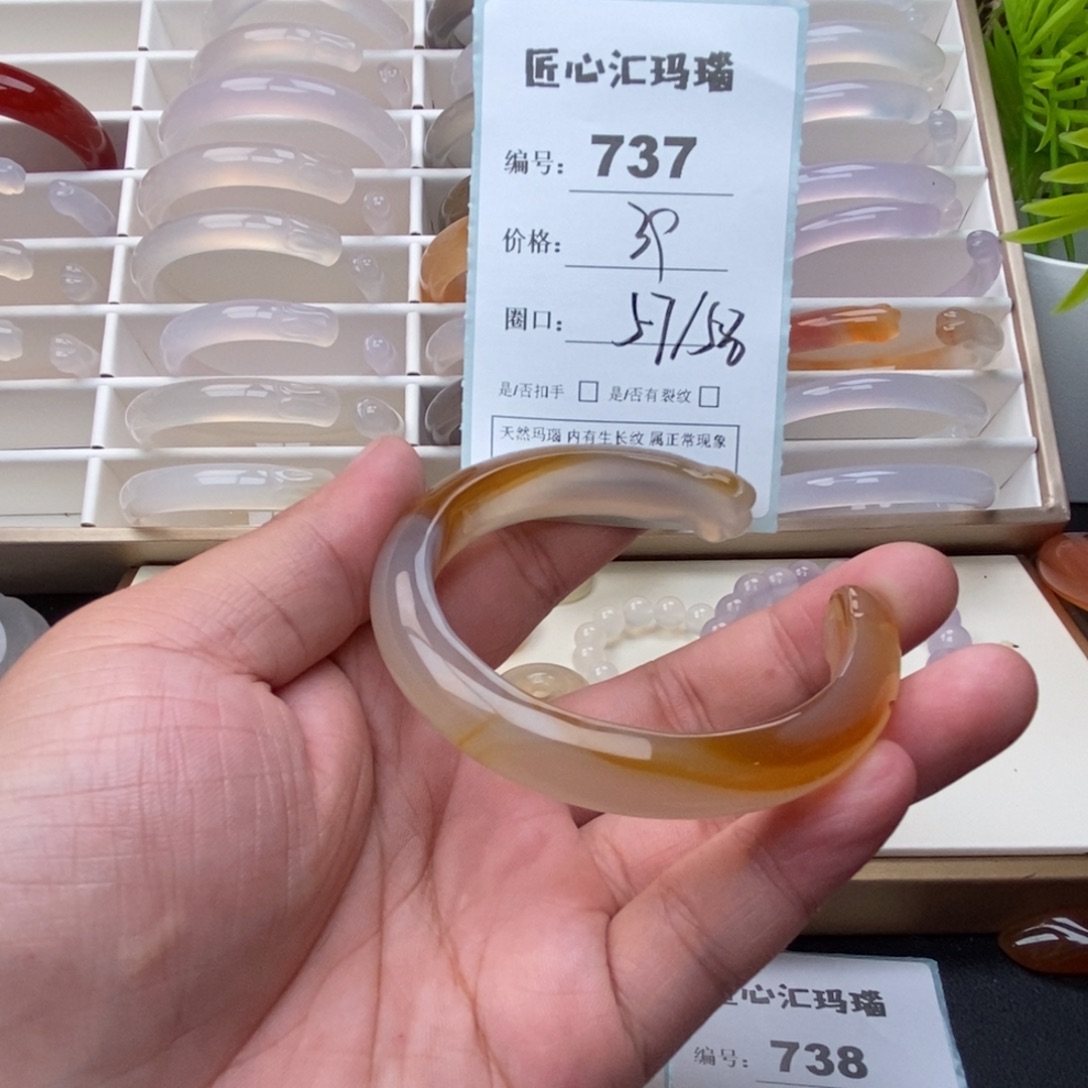 匠心汇玛瑙
编号：737
价格：39
圈口：57/58
是/否扣手 □ 是/否有裂纹 □
天然玛瑙 内有生长纹 属正常现象
匠心汇玛瑙
编号：738